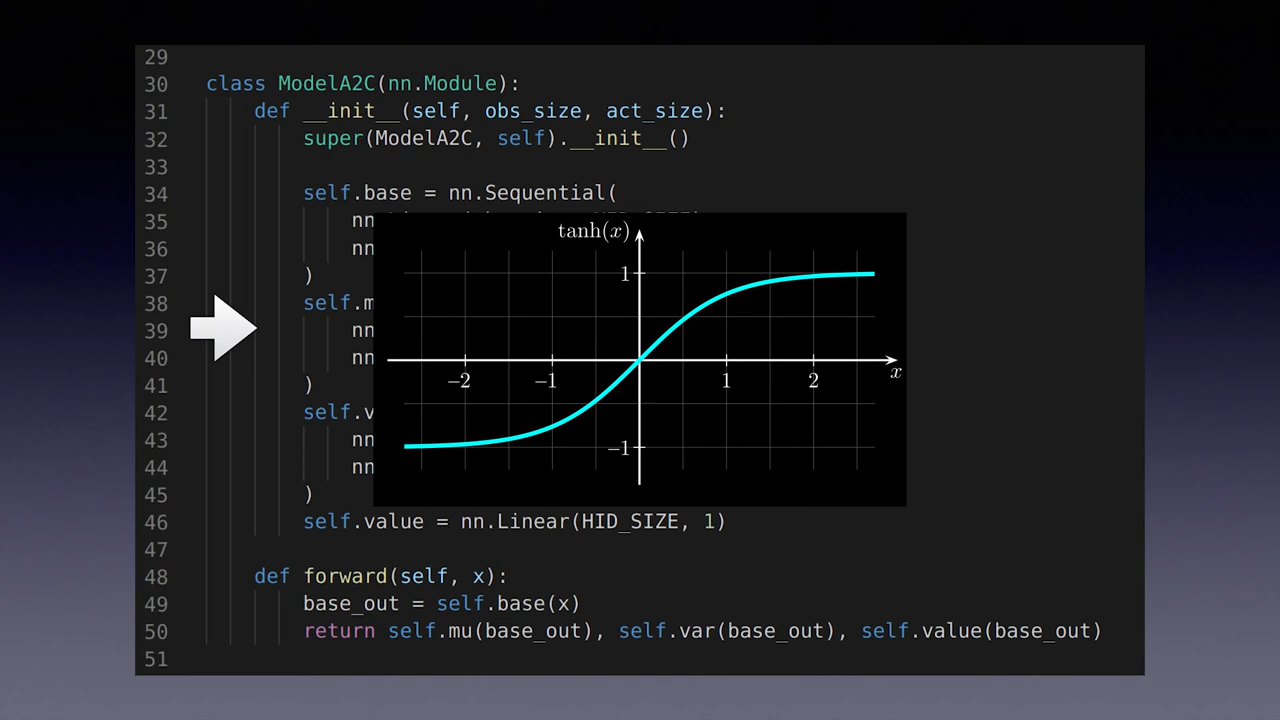 29
30 class ModelA2C(nn.Module):
31 def __init__(self, obs_size, act_size):
32 super(ModelA2C, self).__init__()
33
34 self.base = nn.Sequential(
35 nn
36 nn
37 )
38 self.m
39 nn
40 nn
41 )
42 self.v
43 nn
44 nn
45 )
46 self.value = nn.Linear(HID_SIZE, 1)
47
48 def forward(self, x):
49 base_out = self.base(x)
50 return self.mu(base_out), self.var(base_out), self.value(base_out)
51
tanh(x)
1
−2 −1 1 2 x
−1